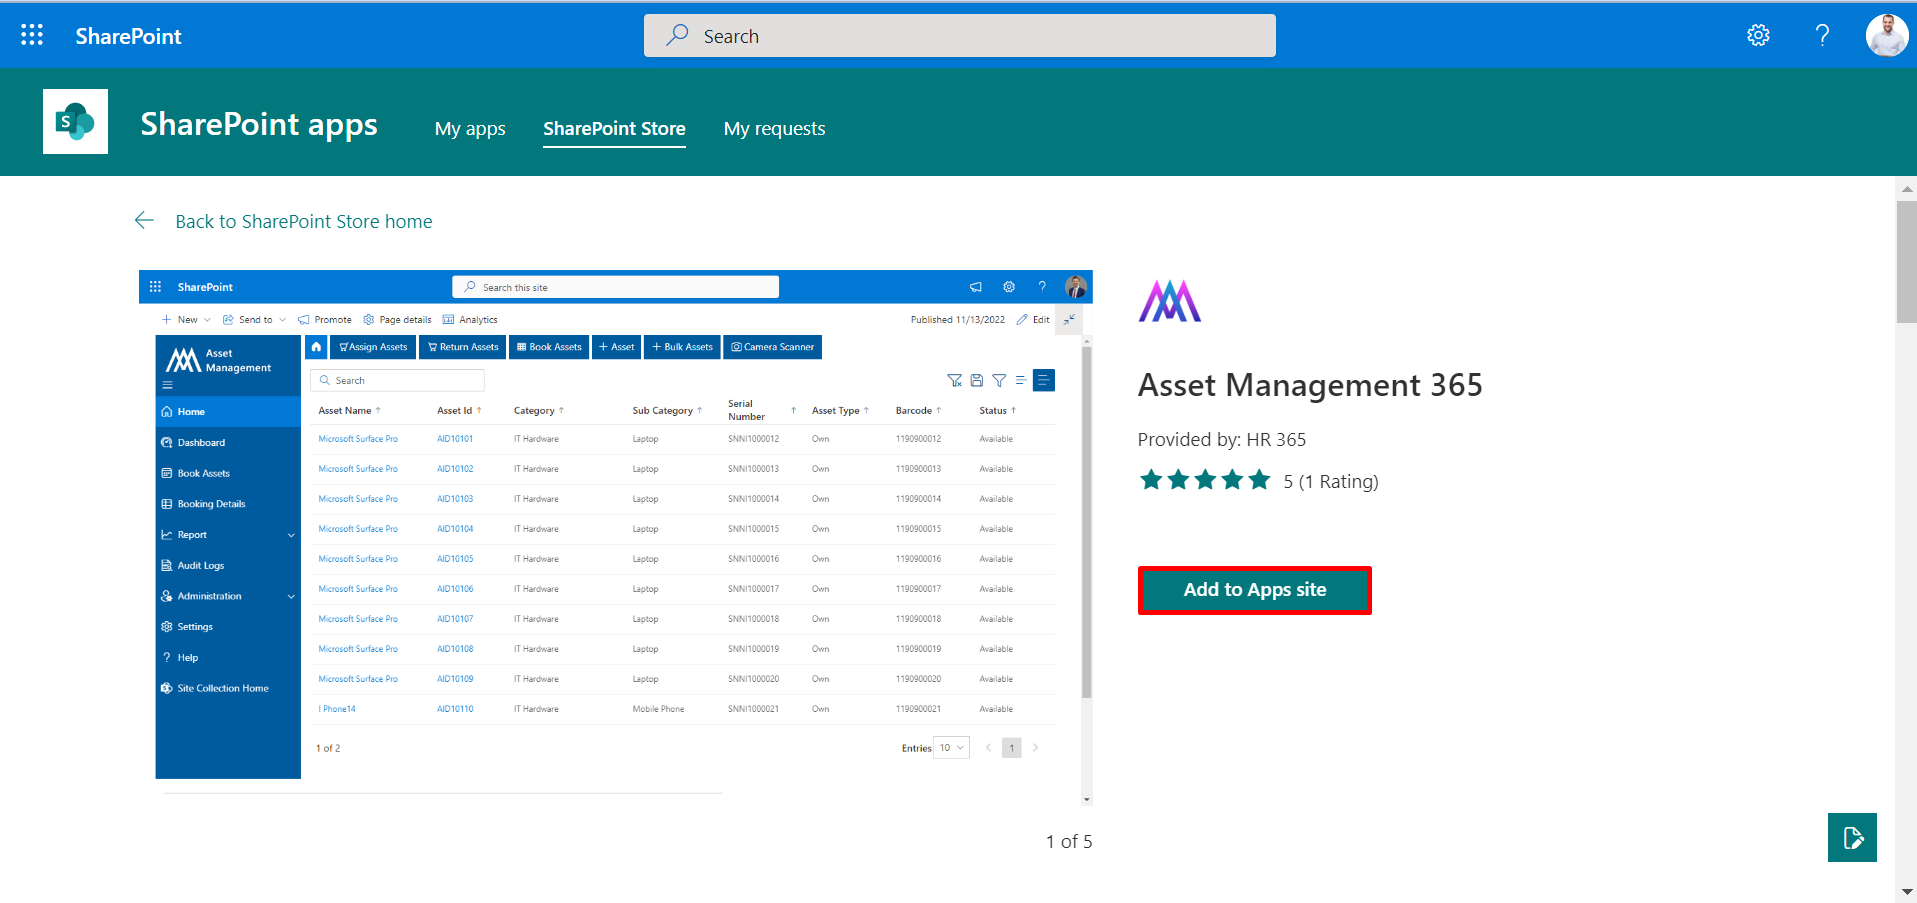 SharePoint
Search
S
SharePoint apps
My apps
SharePoint Store
My requests
Back to SharePoint Store home
SharePoint
Search this site
New
Send to
Promote
Page details
Analytics
Published 11/13/2022
Edit
Asset
Management
Assign Assets
Return Assets
Book Assets
Asset
Bulk Assets
Camera Scanner
Home
Dashboard
Book Assets
Booking Details
Report
Audit Logs
Administration
Settings
Help
Site Collection Home
Search
Asset Name Asset Id Category Sub Category Serial Number Asset Type Barcode Status
Microsoft Surface Pro AID10101 IT Hardware Laptop SNNI1000012 Own 1190900012 Available
Microsoft Surface Pro AID10102 IT Hardware Laptop SNNI1000013 Own 1190900013 Available
Microsoft Surface Pro AID10103 IT Hardware Laptop SNNI1000014 Own 1190900014 Available
Microsoft Surface Pro AID10104 IT Hardware Laptop SNNI1000015 Own 1190900015 Available
Microsoft Surface Pro AID10105 IT Hardware Laptop SNNI1000016 Own 1190900016 Available
Microsoft Surface Pro AID10106 IT Hardware Laptop SNNI1000017 Own 1190900017 Available
Microsoft Surface Pro AID10107 IT Hardware Laptop SNNI1000018 Own 1190900018 Available
Microsoft Surface Pro AID10108 IT Hardware Laptop SNNI1000019 Own 1190900019 Available
Microsoft Surface Pro AID10109 IT Hardware Laptop SNNI1000020 Own 1190900020 Available
I Phone14 AID10110 IT Hardware Mobile Phone SNNI1000021 Own 1190900021 Available
1 of 2
Entries 10
1
1 of 5
Asset Management 365
Provided by: HR 365
5 (1 Rating)
Add to Apps site